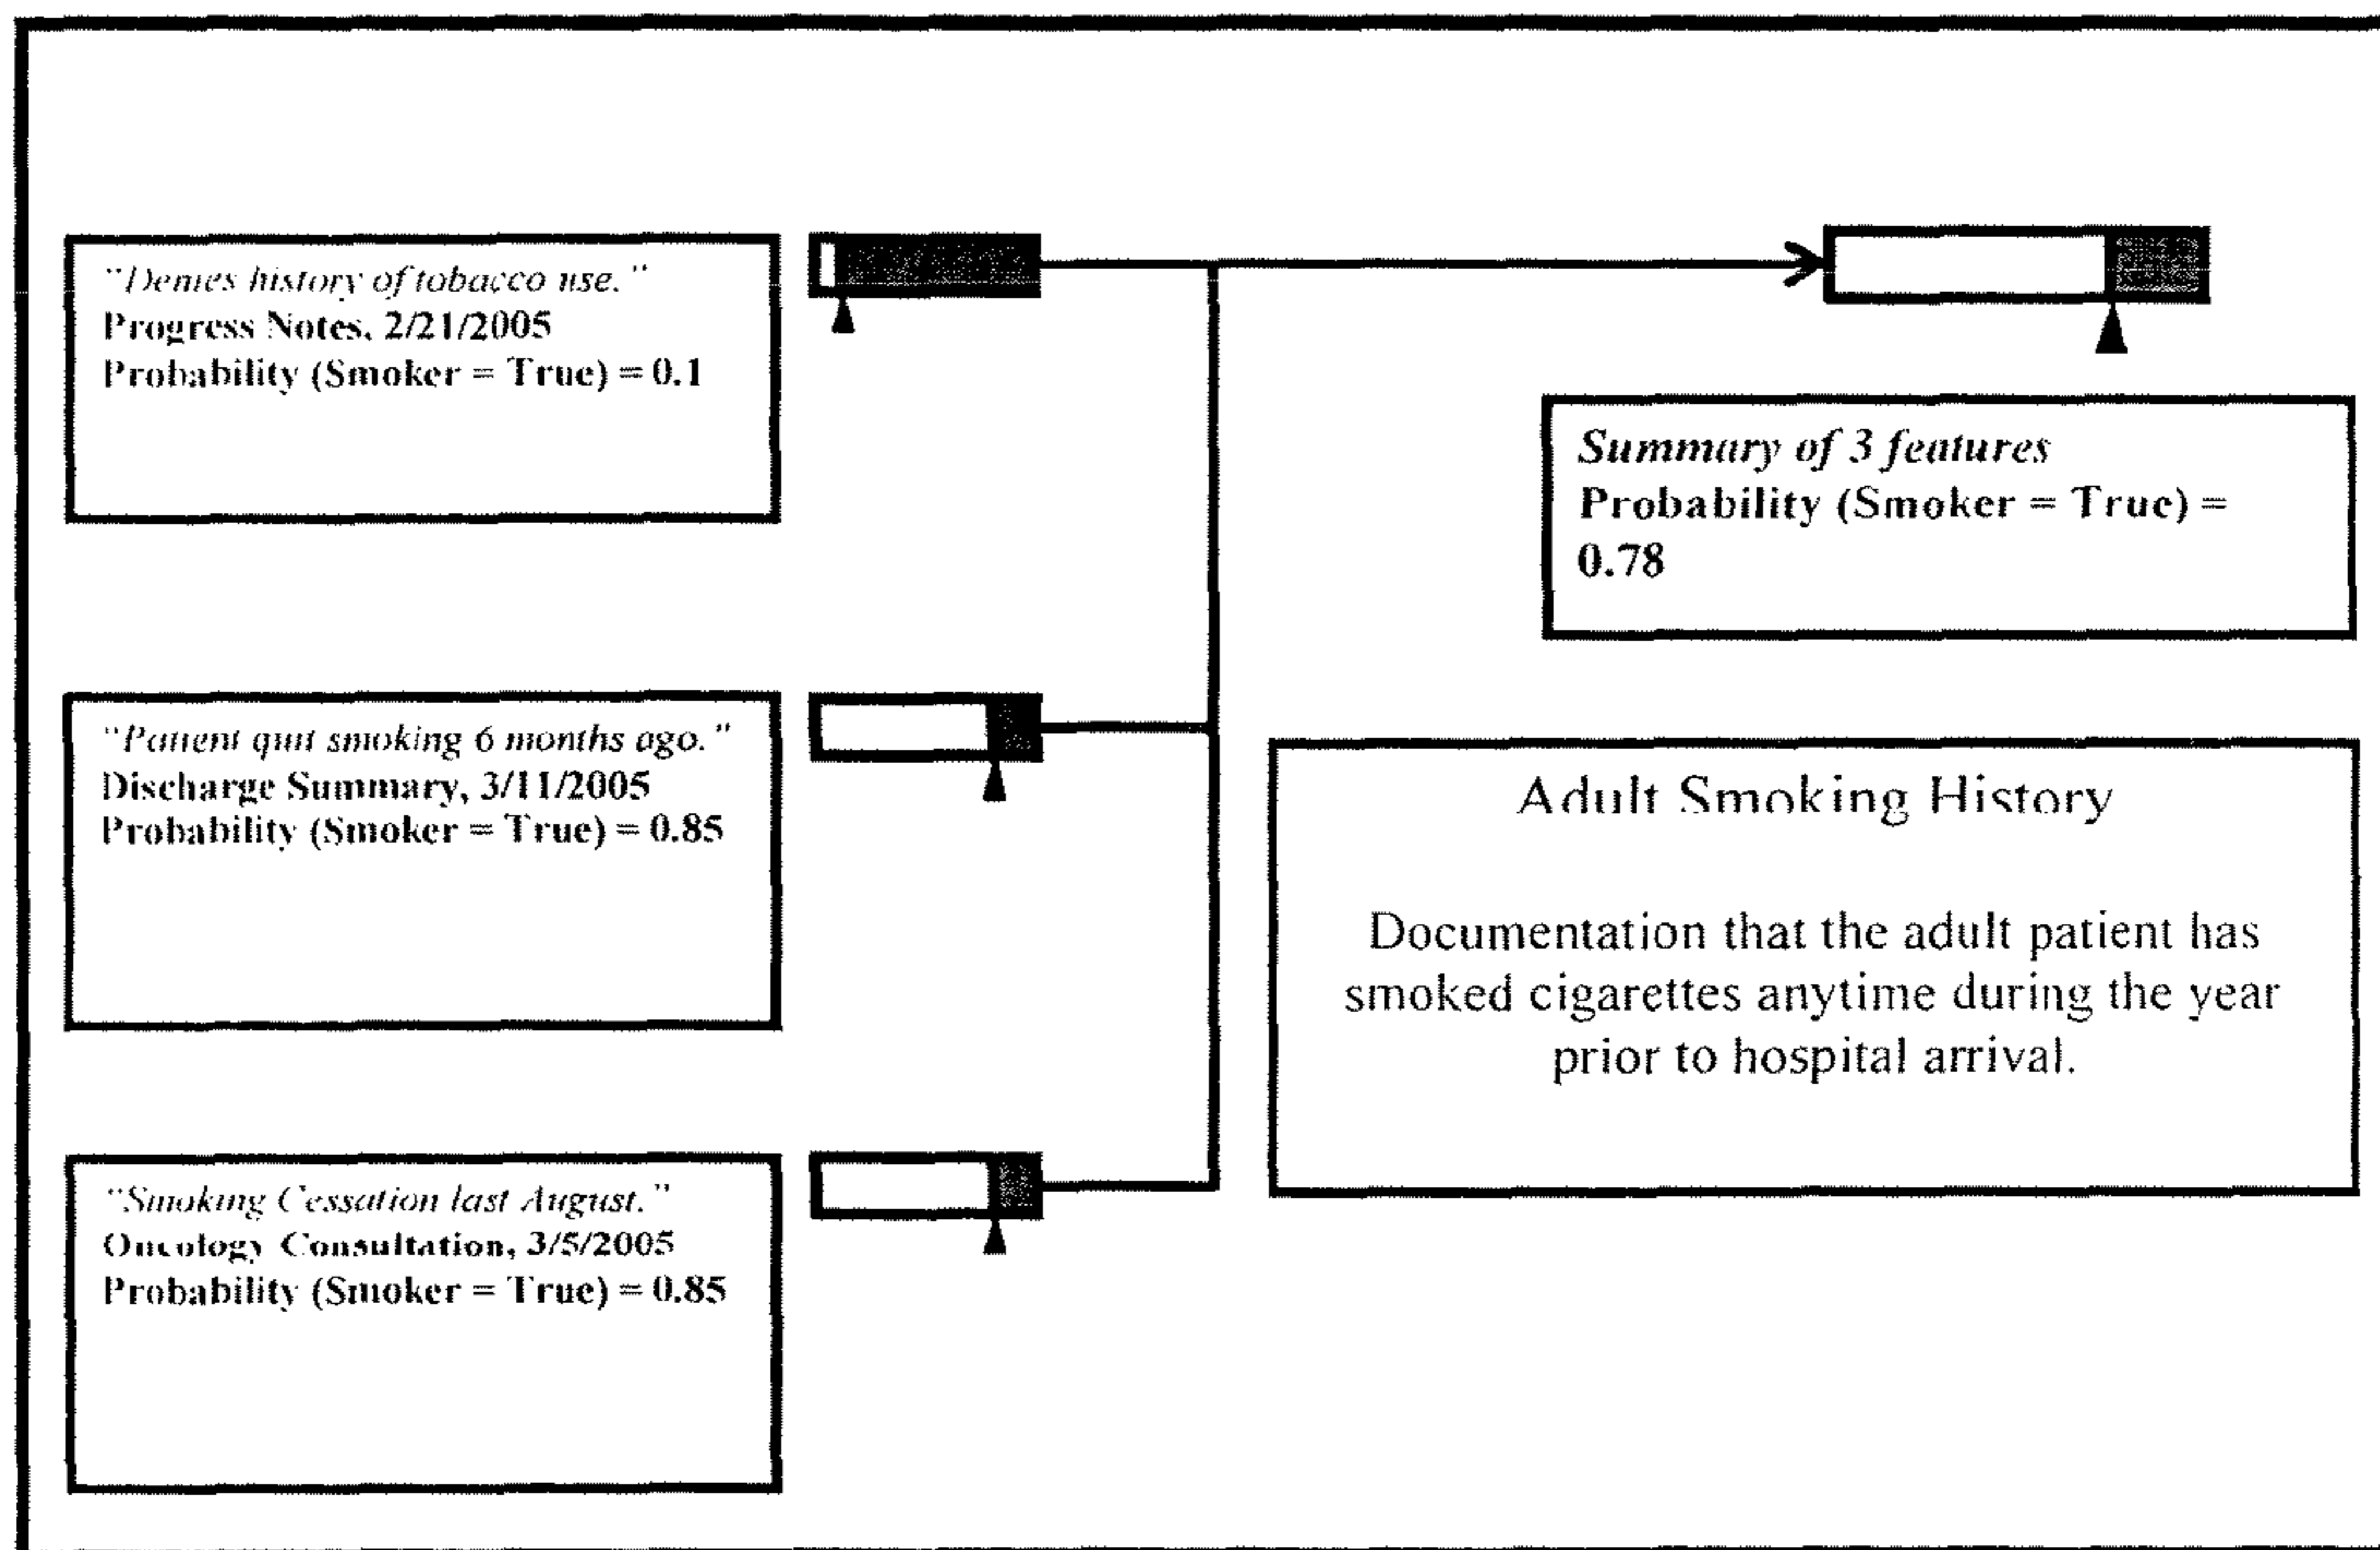 "Denies history of tobacco use."
Progress Notes, 2/21/2005
Probability (Smoker = True) = 0.1
Summary of 3 features
Probability (Smoker = True) =
0.78
"Patient quit smoking 6 months ago."
Discharge Summary, 3/11/2005
Probability (Smoker = True) = 0.85
Adult Smoking History
Documentation that the adult patient has
smoked cigarettes anytime during the year
prior to hospital arrival.
"Smoking Cessation last August."
Oncology Consultation, 3/5/2005
Probability (Smoker = True) = 0.85